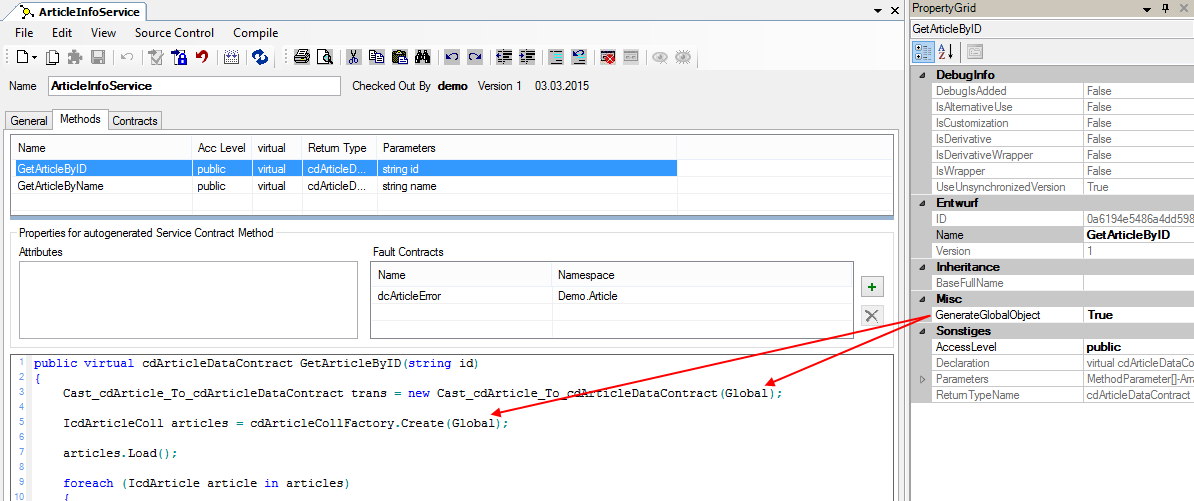 ArticleInfoService
File Edit View Source Control Compile
Name ArticleInfoService Checked Out By demo Version 1 03.03.2015
General Methods Contracts
Name Acc Level virtual Return Type Parameters
GetArticleByID public virtual cdArticleD... string id
GetArticleByName public virtual cdArticleD... string name
Properties for autogenerated Service Contract Method
Attributes
Fault Contracts
Name Namespace
dcArticleError Demo.Article
1 public virtual cdArticleDataContract GetArticleByID(string id)
2 {
3 Cast_cdArticle_To_cdArticleDataContract trans = new Cast_cdArticle_To_cdArticleDataContract(Global);
4
5 IcdArticleColl articles = cdArticleCollFactory.Create(Global);
6
7 articles.Load();
8
9 foreach (IcdArticle article in articles)
10 {
PropertyGrid
GetArticleByID
DebugInfo
DebugIsAdded False
IsAlternativeUse False
IsCustomization False
IsDerivative False
IsDerivativeWrapper False
IsWrapper False
UseUnsynchronizedVersion True
Entwurf
ID 0a6194e5486a4dd598
Name GetArticleByID
Version 1
Inheritance
BaseFullName
Misc
GenerateGlobalObject True
Sonstiges
AccessLevel public
Declaration virtual cdArticleDataCo
Parameters MethodParameter[]-Arra
ReturnTypeName cdArticleDataContract